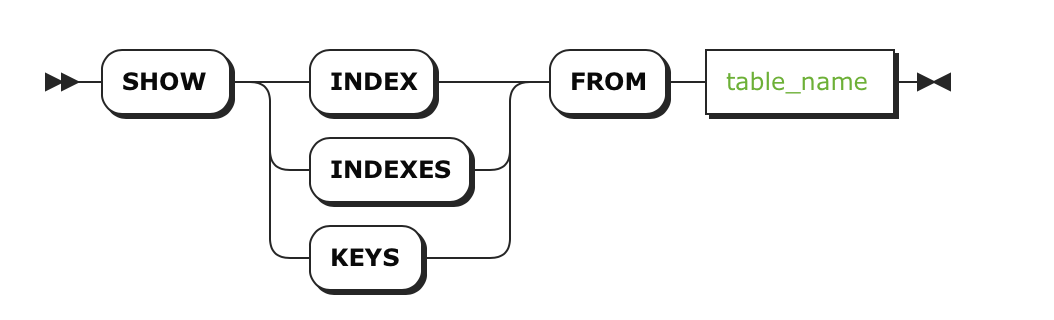 SHOW INDEX FROM table_name
INDEXES
KEYS